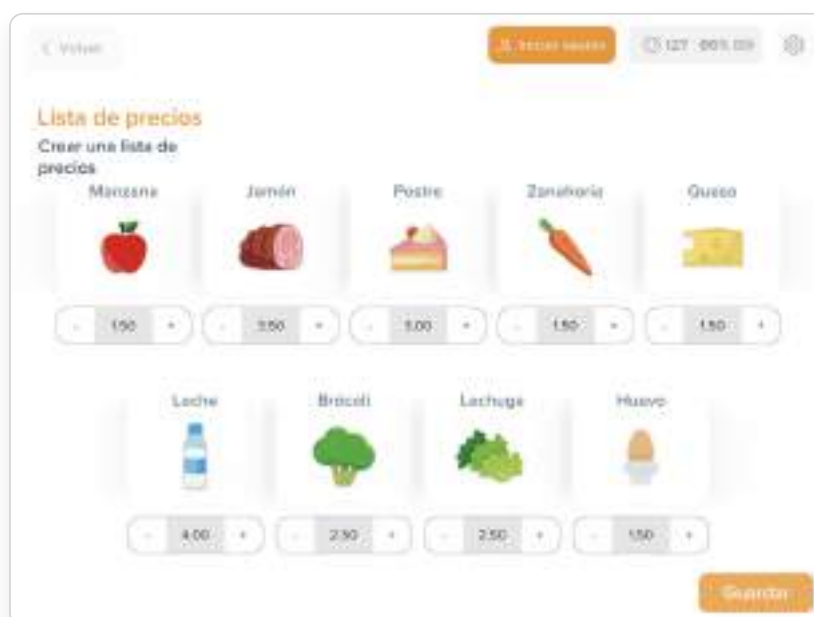 < Volver
Iniciar sesión
127
Lista de precios
Crear una lista de
precios
Manzana Jamón Postre Zanahoria Queso
- 1.50 + - 3.50 + - 5.00 + - 1.50 + - 1.50 +
Leche Brócoli Lechuga Huevo
- 4.00 + - 2.50 + - 2.50 + - 1.50 +
Guardar